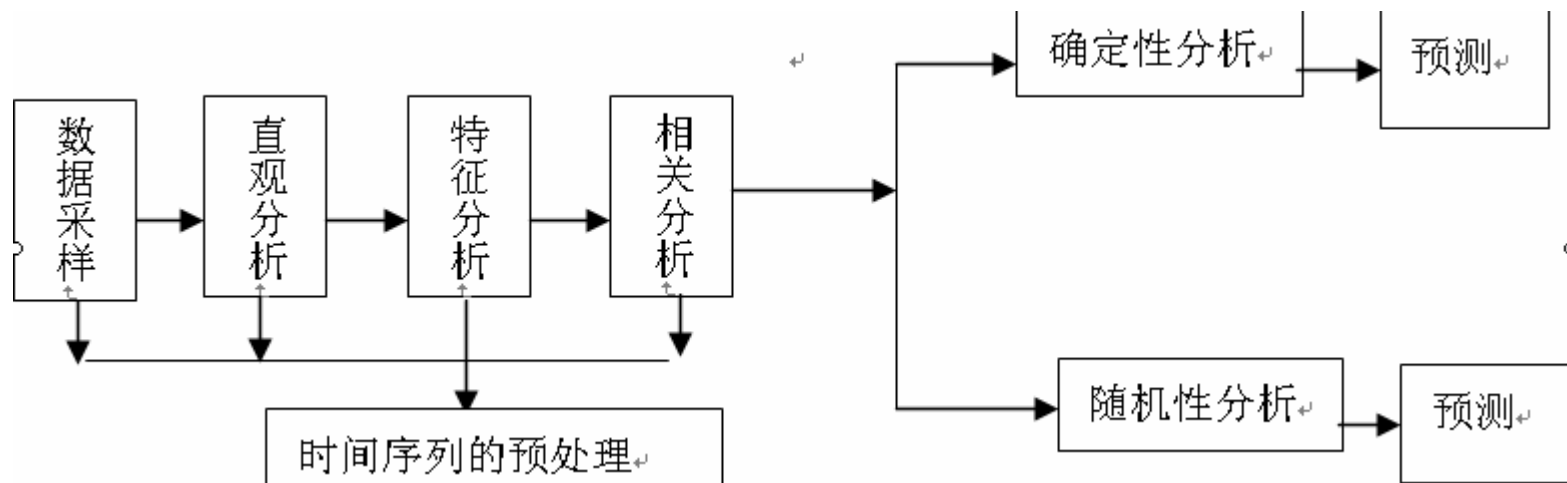 确定性分析
预测
数据采样
直观分析
特征分析
相关分析
随机性分析
预测
时间序列的预处理